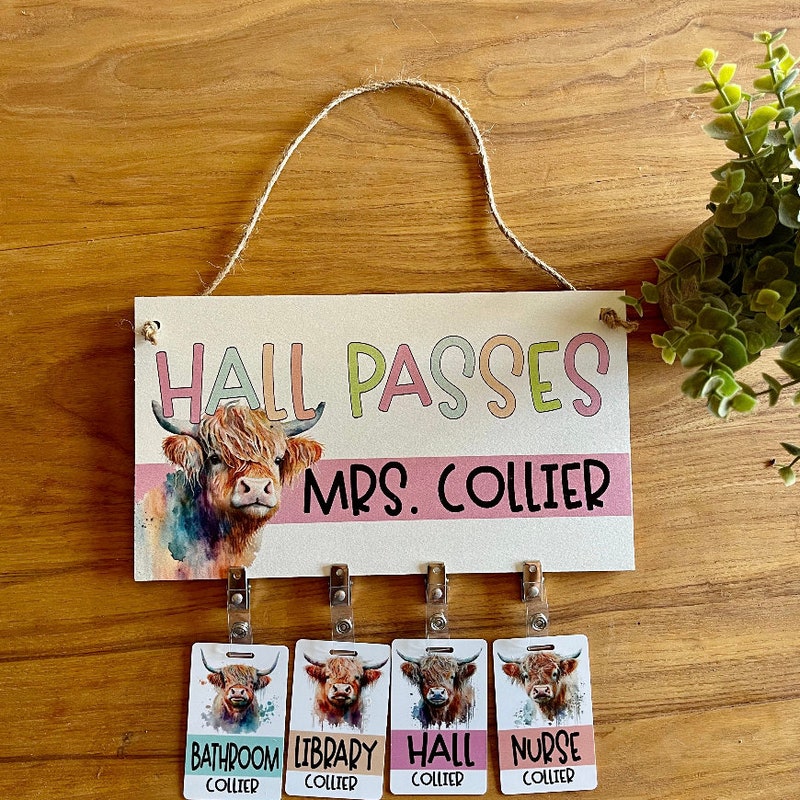 HALL PASSES
MRS. COLLIER
BATHROOM
COLLIER
LIBRARY
COLLIER
HALL
COLLIER
NURSE
COLLIER